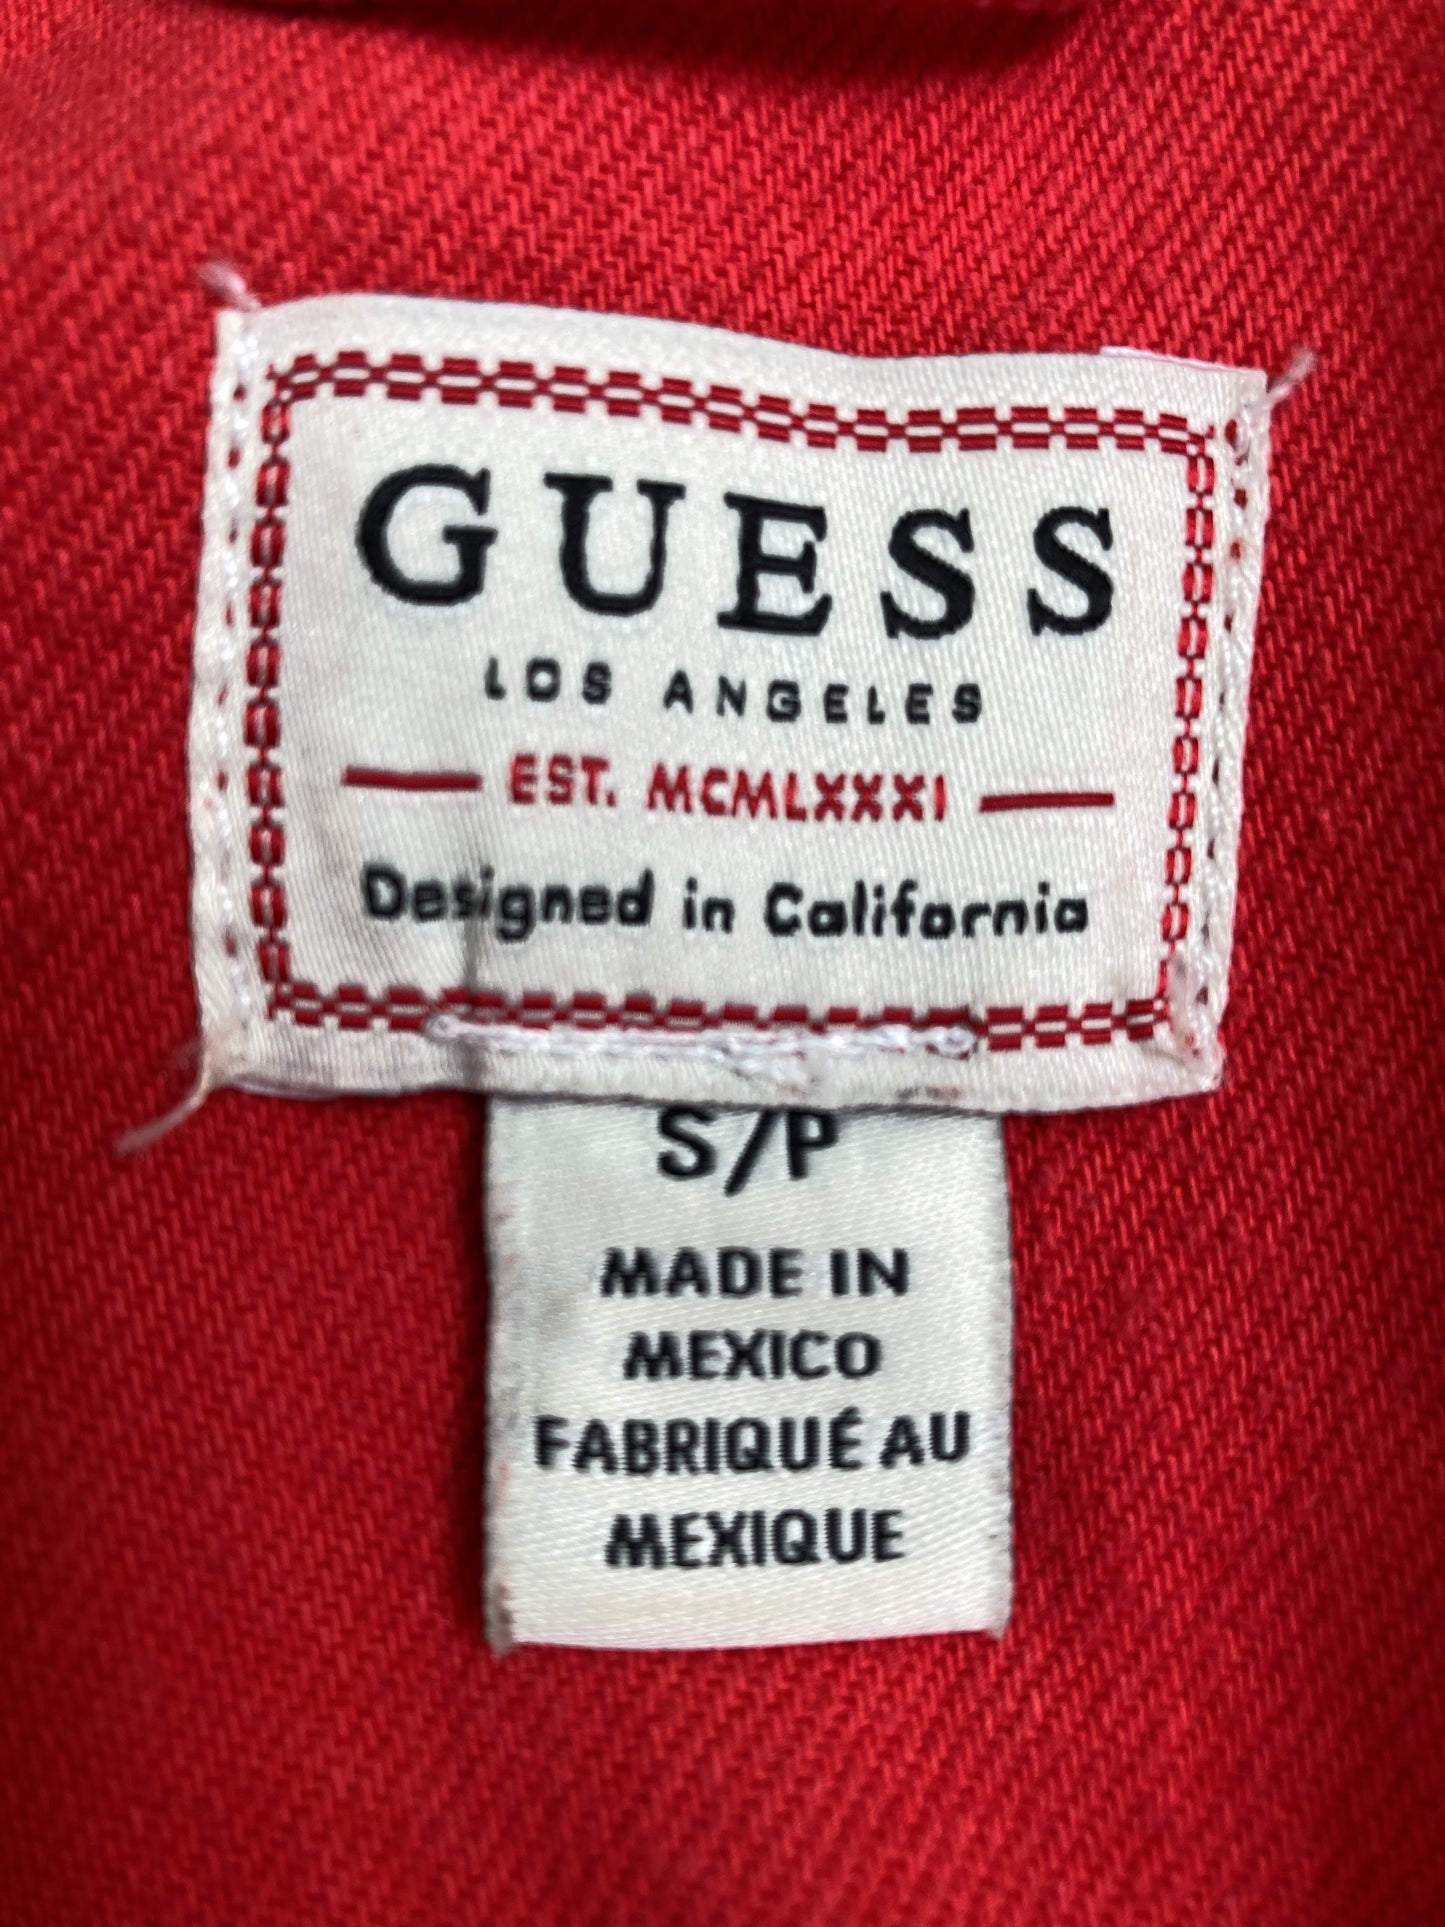 GUESS
LOS ANGELES
EST. MCMLXXXI
Designed in California
S/P
MADE IN
MEXICO
FABRIQUÉ AU
MEXIQUE